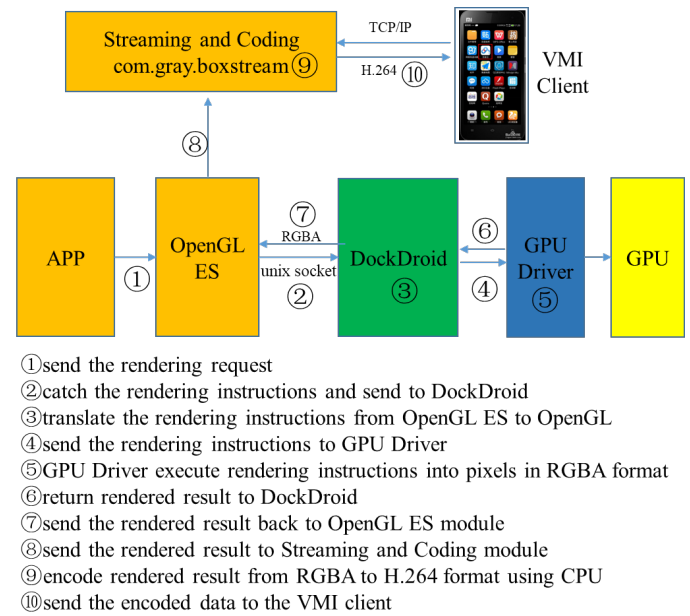 Streaming and Coding
com.gray.boxstream⑨
TCP/IP
H.264 ⑩
VMI
Client
⑧
APP
①
OpenGL
ES
⑦
RGBA
unix socket
②
DockDroid
③
⑥
④
GPU
Driver
⑤
GPU
①send the rendering request
②catch the rendering instructions and send to DockDroid
③translate the rendering instructions from OpenGL ES to OpenGL
④send the rendering instructions to GPU Driver
⑤GPU Driver execute rendering instructions into pixels in RGBA format
⑥return rendered result to DockDroid
⑦send the rendered result back to OpenGL ES module
⑧send the rendered result to Streaming and Coding module
⑨encode rendered result from RGBA to H.264 format using CPU
⑩send the encoded data to the VMI client